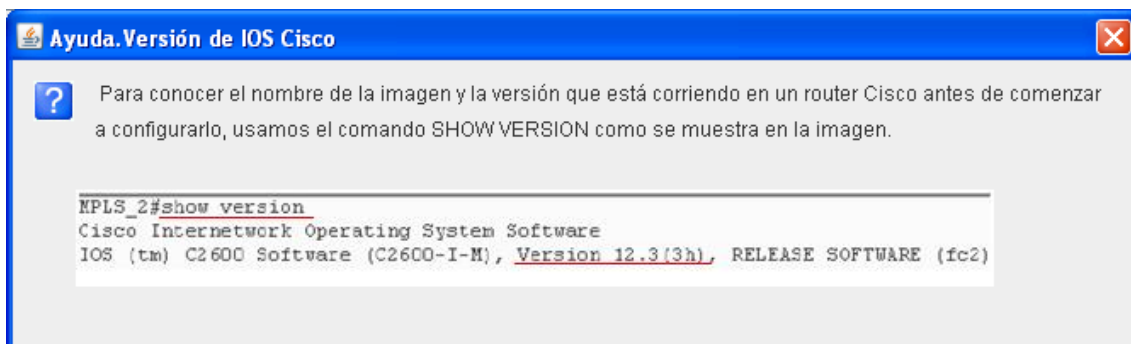 Ayuda.Versión de IOS Cisco
Para conocer el nombre de la imagen y la versión que está corriendo en un router Cisco antes de comenzar
a configurarlo, usamos el comando SHOW VERSION como se muestra en la imagen.
MPLS_2#show version
Cisco Internetwork Operating System Software
IOS (tm) C2600 Software (C2600-I-M), Version 12.3(3h), RELEASE SOFTWARE (fc2)